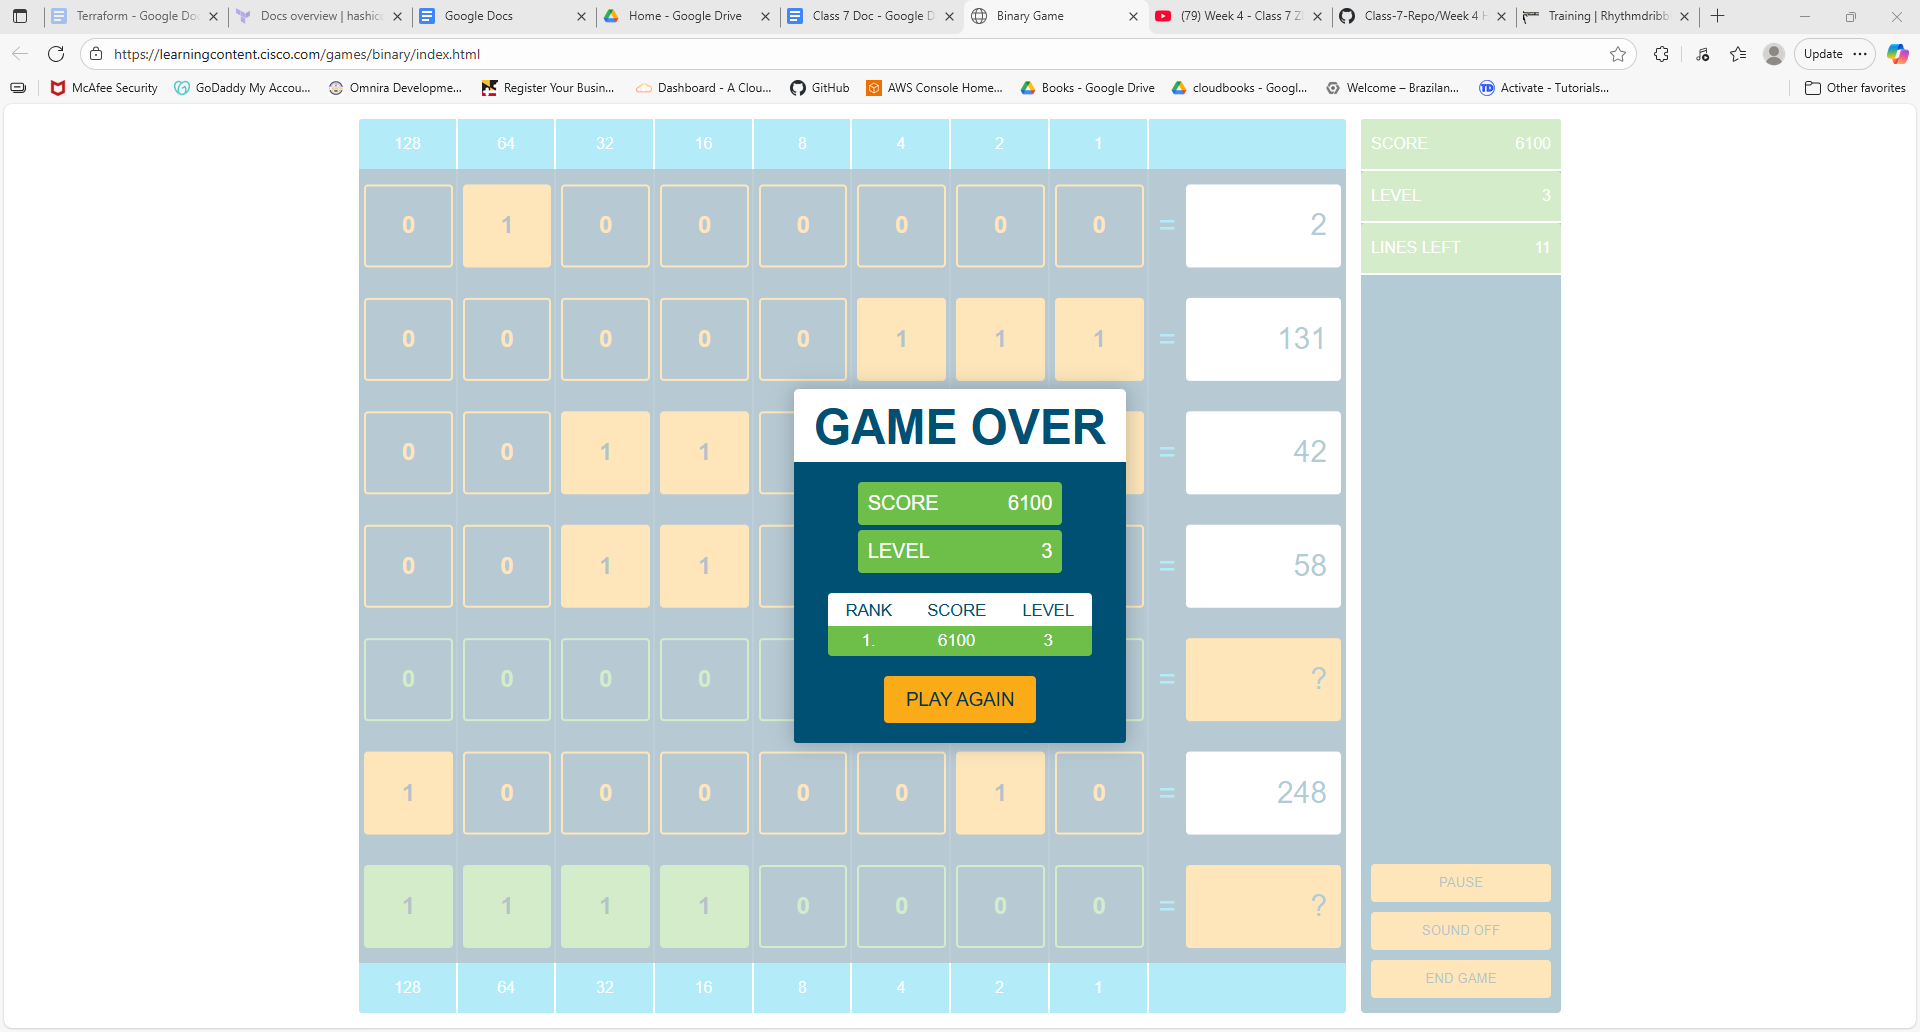 Terraform - Google Doc
Docs overview | hashico
Google Docs
Home - Google Drive
Class 7 Doc - Google D
Binary Game
(79) Week 4 - Class 7 Z
Class-7-Repo/Week 4 H
Training | Rhythmdribb
https://learningcontent.cisco.com/games/binary/index.html
Update
McAfee Security
GoDaddy My Accou...
Omnira Developme...
Register Your Busin...
Dashboard - A Clou...
GitHub
AWS Console Home...
Books - Google Drive
cloudbooks - Googl...
Welcome – Brazilan...
TD
Activate - Tutorials...
Other favorites
128 64 32 16 8 4 2 1
0 1 0 0 0 0 0 0 = 2
0 0 0 0 0 1 1 1 = 131
0 0 1 1 = 42
0 0 1 1 = 58
0 0 0 0 = ?
1 0 0 0 0 0 1 0 = 248
1 1 1 1 0 0 0 0 = ?
128 64 32 16 8 4 2 1
SCORE 6100
LEVEL 3
LINES LEFT 11
PAUSE
SOUND OFF
END GAME
GAME OVER
SCORE 6100
LEVEL 3
RANK SCORE LEVEL
1. 6100 3
PLAY AGAIN